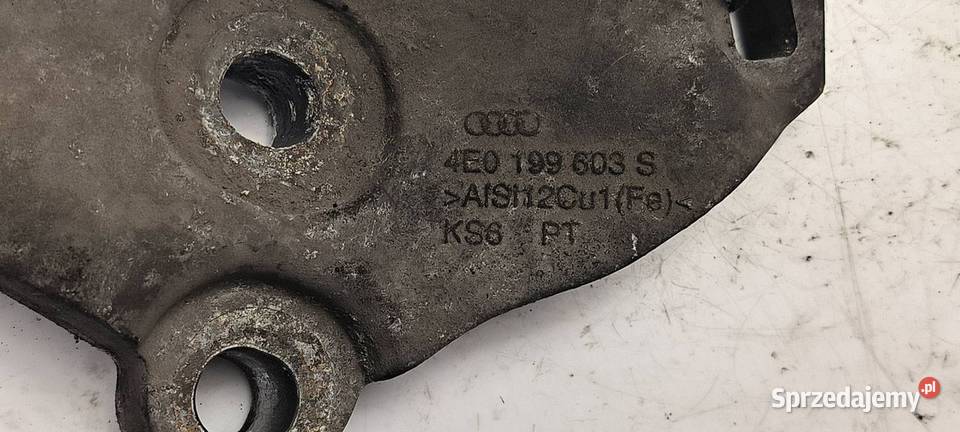 4E0 199 603 S
>AlSi12Cu1(Fe)<
KS6 PT
Sprzedajemy.pl